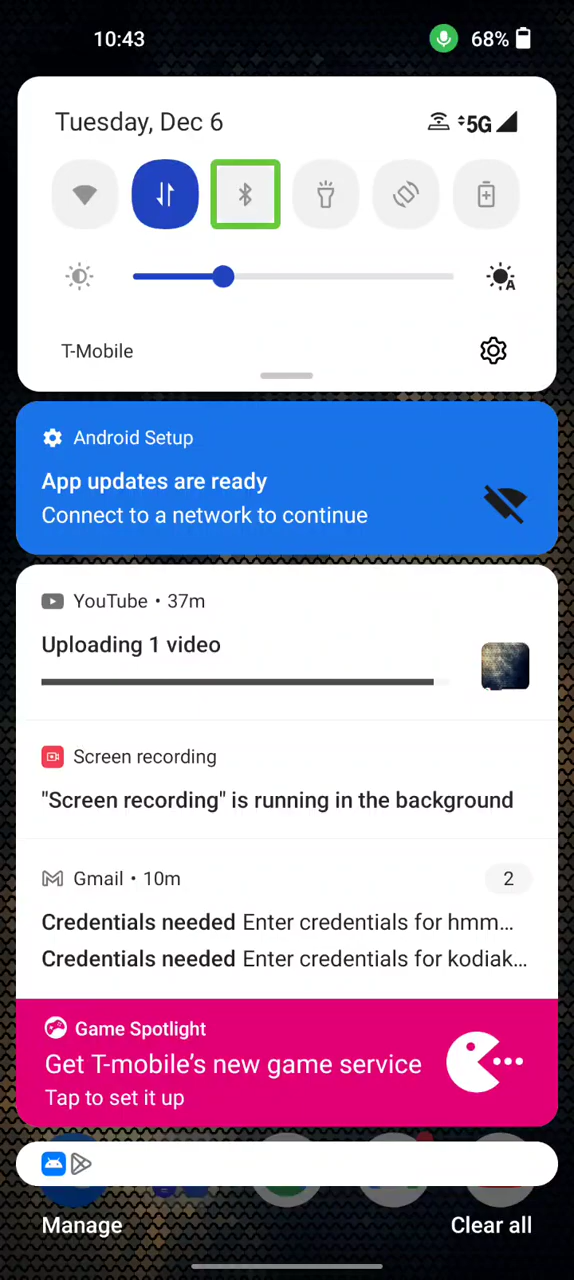 10:43
68%
Tuesday, Dec 6
5G
A
T-Mobile
Android Setup
App updates are ready
Connect to a network to continue
YouTube • 37m
Uploading 1 video
Screen recording
"Screen recording" is running in the background
Gmail • 10m
2
Credentials needed Enter credentials for hmm...
Credentials needed Enter credentials for kodiak...
Game Spotlight
Get T-mobile's new game service
Tap to set it up
Manage
Clear all